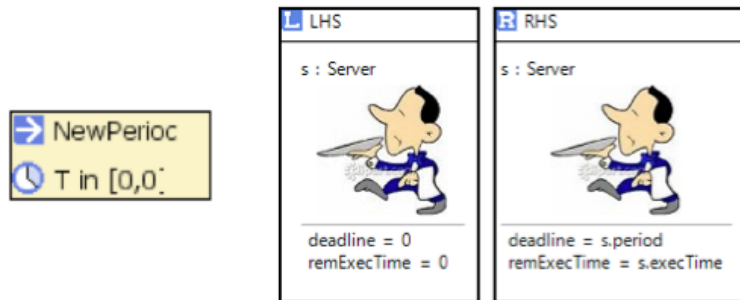 NewPerioc
T in [0,0]
L LHS
s : Server
deadline = 0
remExecTime = 0
R RHS
s : Server
deadline = s.period
remExecTime = s.execTime